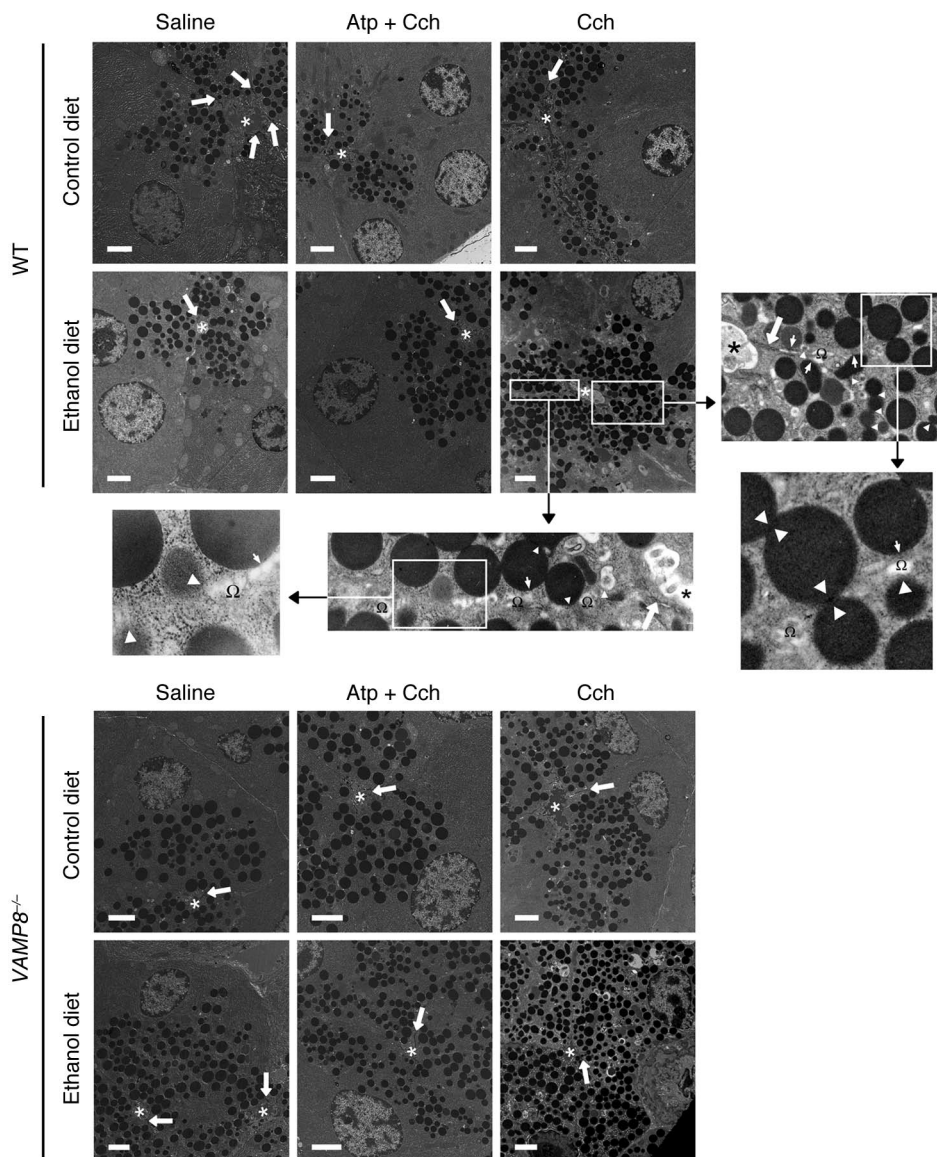 Saline Atp + Cch Cch
WT
Control diet
* * *
Ethanol diet
* * *
* Ω
Ω
Ω
Ω
Ω Ω Ω *
Saline Atp + Cch Cch
VAMP8–/–
Control diet
* * *
Ethanol diet
* * * *